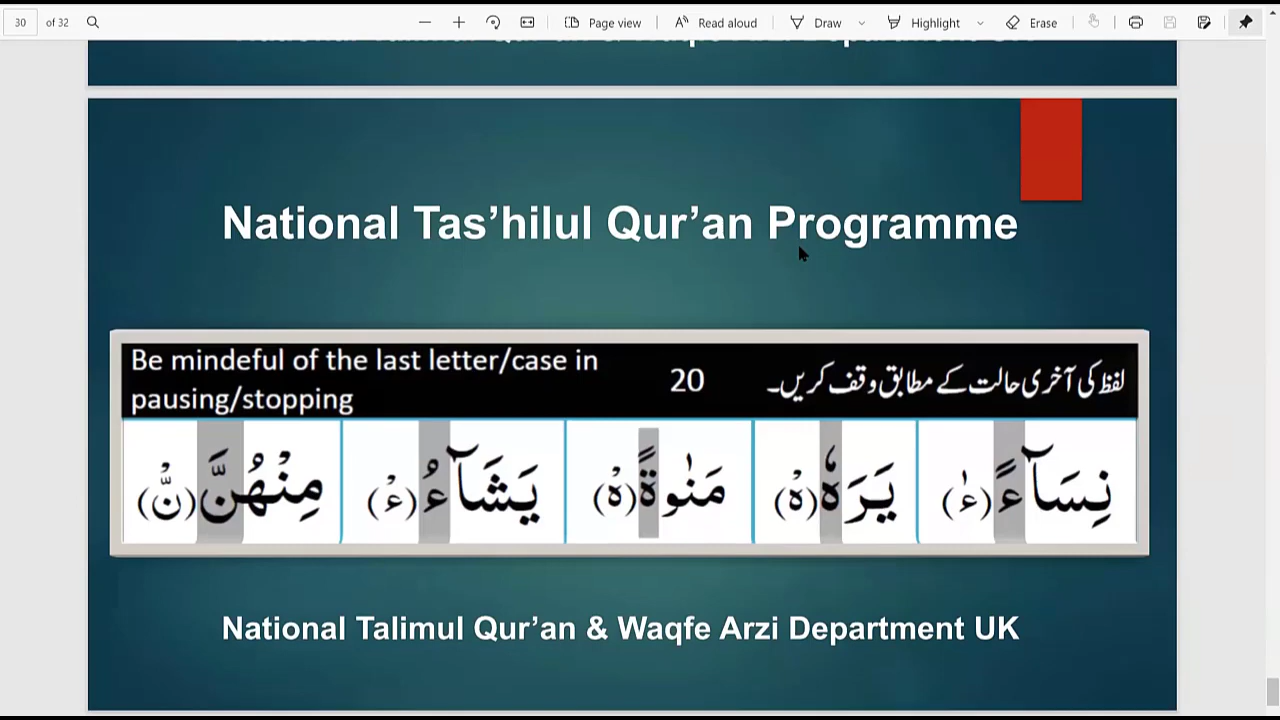 30 of 32 Page view Read aloud Draw Highlight Erase
National Tas’hilul Qur’an Programme
Be mindeful of the last letter/case in
pausing/stopping
20
لفظ کی آخری حالت کے مطابق وقف کریں۔
نِسَآءً (ءٰ) يَرَهٗ (هْ) مَنٰوةً (هْ) يَشَآءُ (ءْ) مِنْهُنَّ (نّْ)
National Talimul Qur’an & Waqfe Arzi Department UK